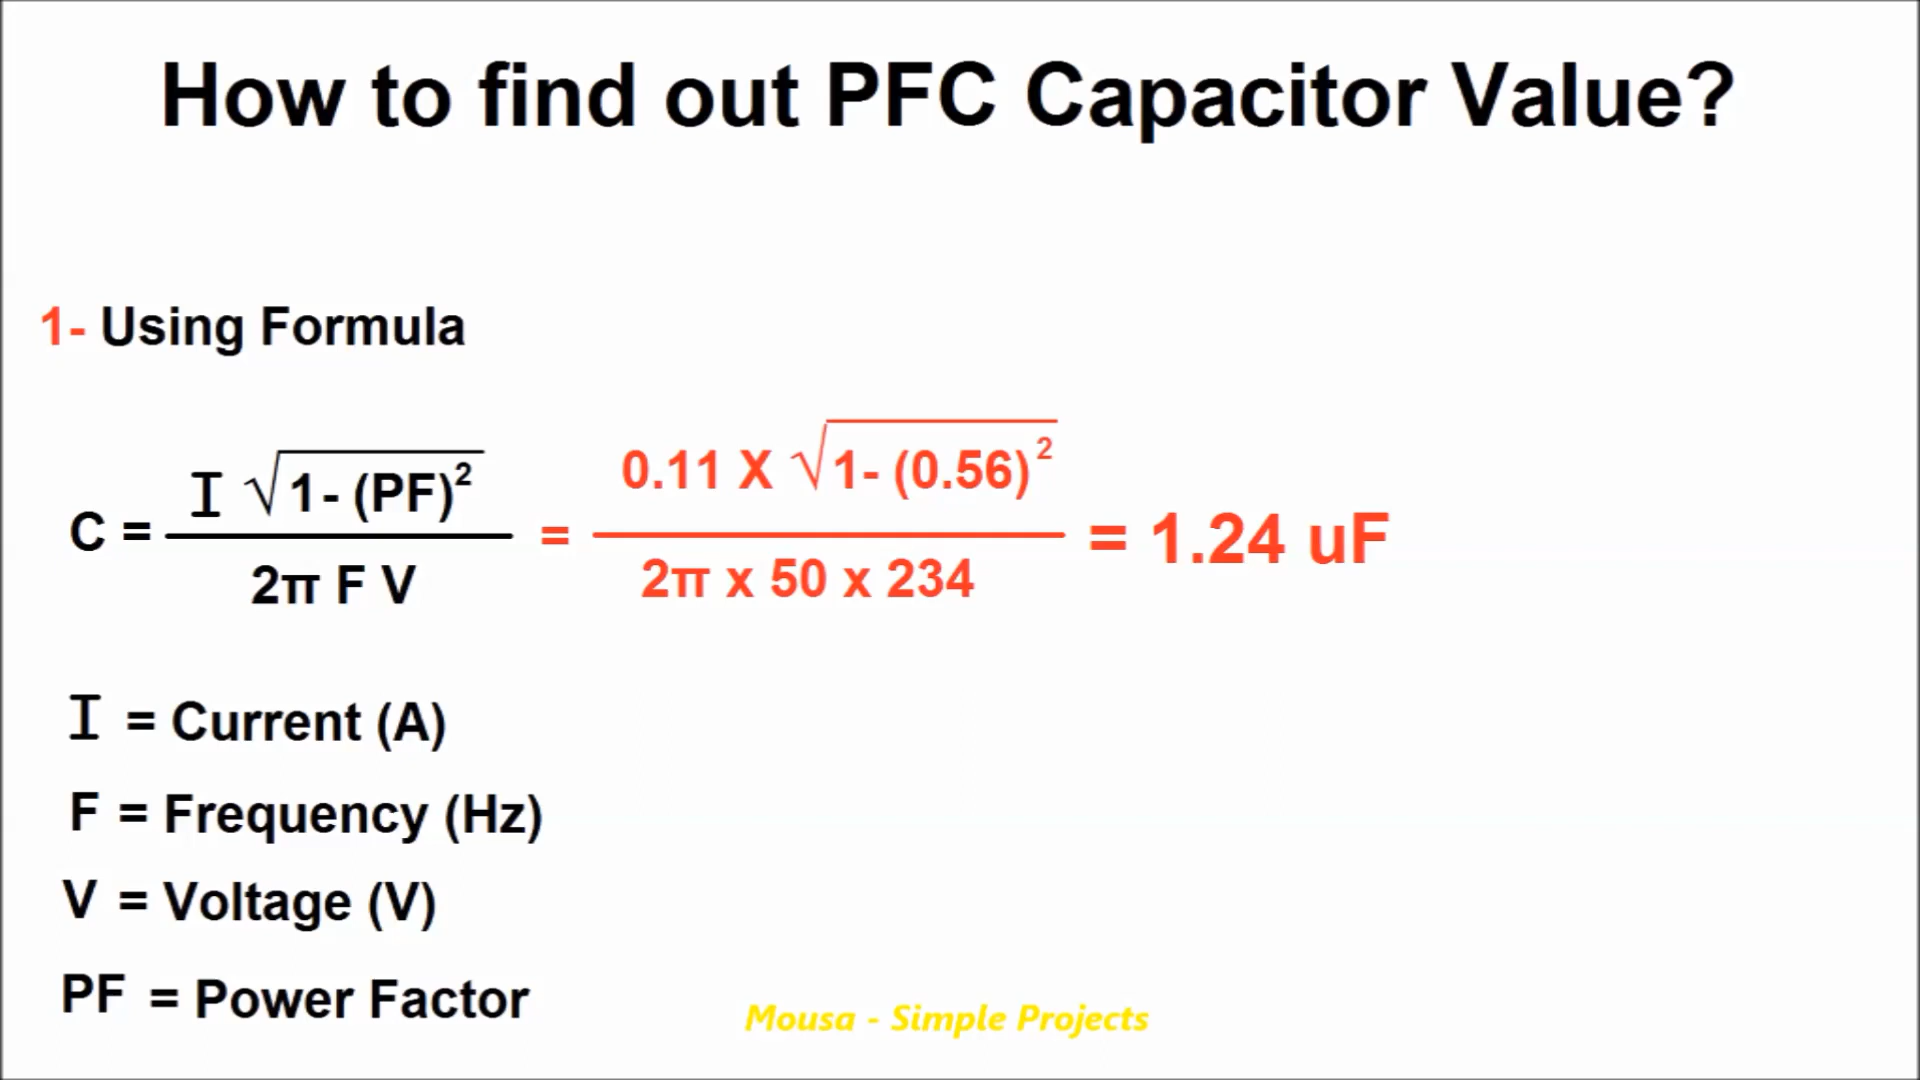 How to find out PFC Capacitor Value?
1- Using Formula
C = I √1- (PF)² / 2π F V = 0.11 X √1- (0.56)² / 2π x 50 x 234 = 1.24 uF
I = Current (A)
F = Frequency (Hz)
V = Voltage (V)
PF = Power Factor
Mousa - Simple Projects